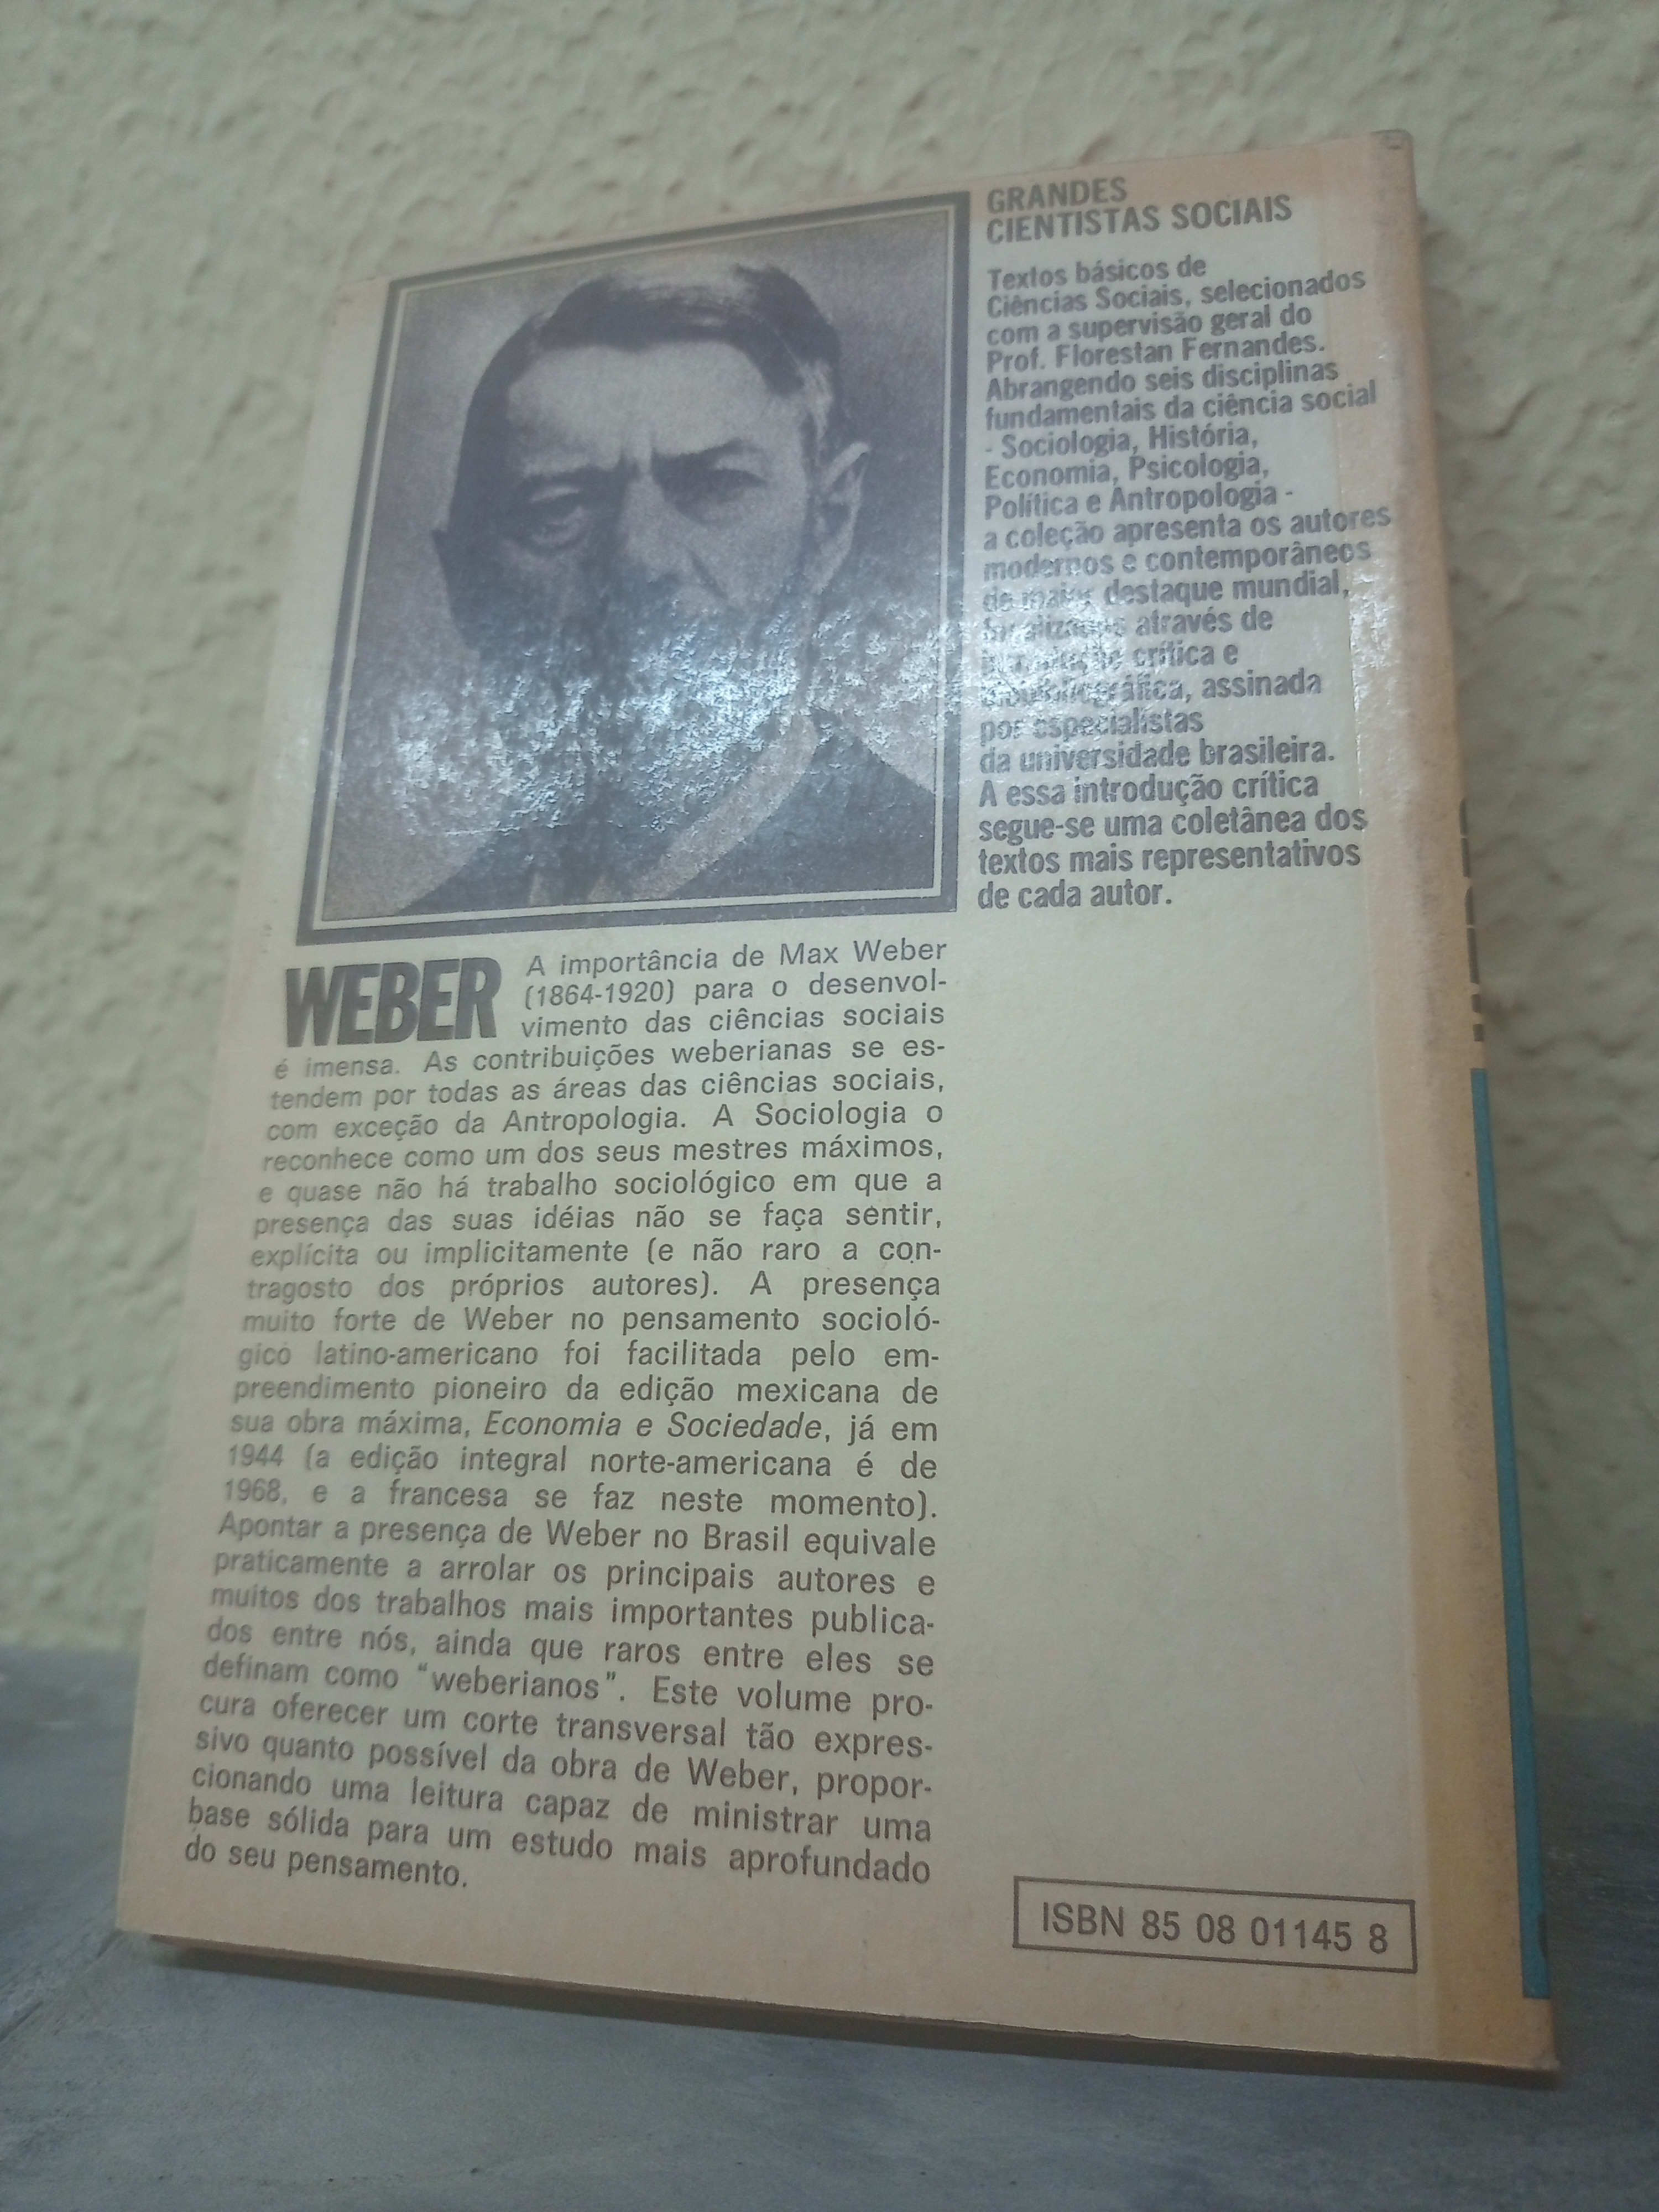 GRANDES
CIENTISTAS SOCIAIS
Textos básicos de
Ciências Sociais, selecionados
com a supervisão geral do
Prof. Florestan Fernandes.
Abrangendo seis disciplinas
fundamentais da ciência social
- Sociologia, História,
Economia, Psicologia,
Política e Antropologia -
a coleção apresenta os autores
modernos e contemporâneos
de maior destaque mundial,
através de
crítica e
assinada
por especialistas
da universidade brasileira.
A essa introdução crítica
segue-se uma coletânea dos
textos mais representativos
de cada autor.
WEBER A importância de Max Weber
(1864-1920) para o desenvol-
vimento das ciências sociais
é imensa. As contribuições weberianas se es-
tendem por todas as áreas das ciências sociais,
com exceção da Antropologia. A Sociologia o
reconhece como um dos seus mestres máximos,
e quase não há trabalho sociológico em que a
presença das suas idéias não se faça sentir,
explícita ou implicitamente (e não raro a con-
tragosto dos próprios autores). A presença
muito forte de Weber no pensamento socioló-
gico latino-americano foi facilitada pelo em-
preendimento pioneiro da edição mexicana de
sua obra máxima, Economia e Sociedade, já em
1944 (a edição integral norte-americana é de
1968, e a francesa se faz neste momento).
Apontar a presença de Weber no Brasil equivale
praticamente a arrolar os principais autores e
muitos dos trabalhos mais importantes publica-
dos entre nós, ainda que raros entre eles se
definam como “weberianos”. Este volume pro-
cura oferecer um corte transversal tão expres-
sivo quanto possível da obra de Weber, propor-
cionando uma leitura capaz de ministrar uma
base sólida para um estudo mais aprofundado
do seu pensamento.
ISBN 85 08 01145 8